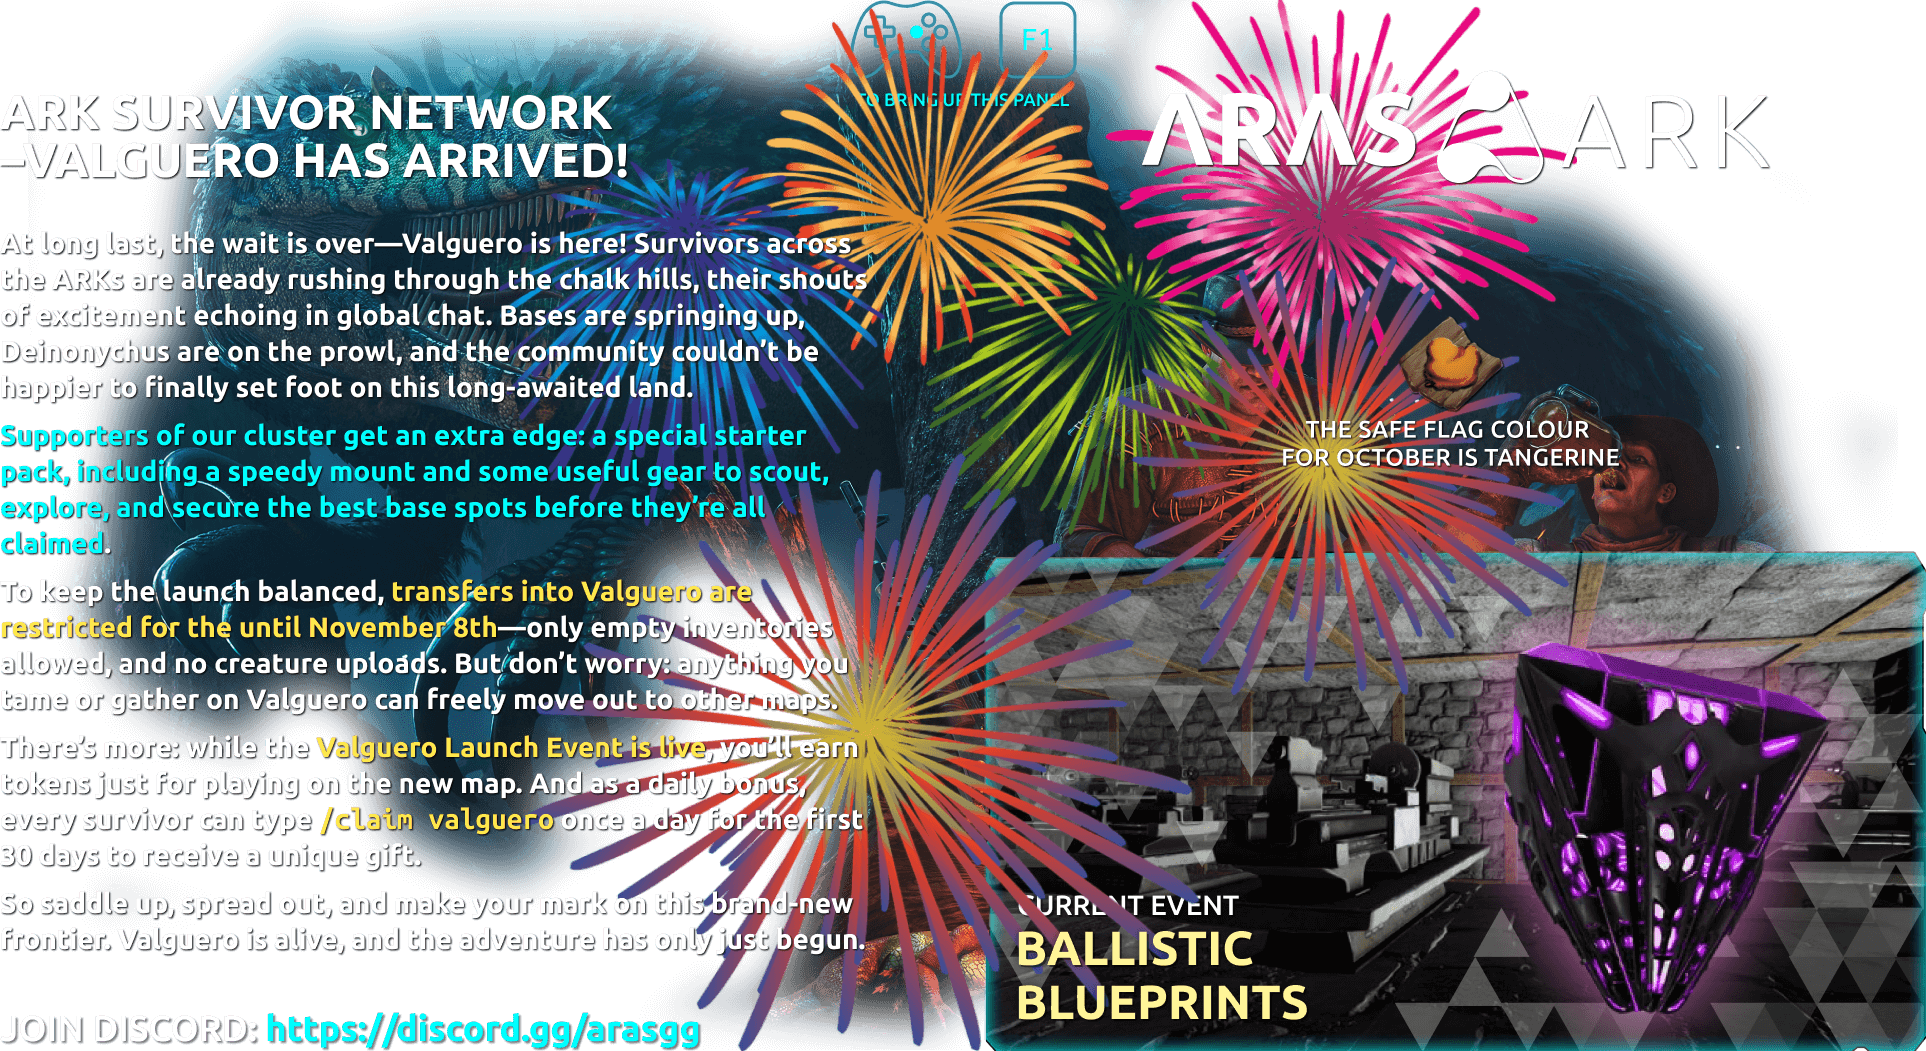 F1
TO BRING UP THIS PANEL
ARAS ARK
ARK SURVIVOR NETWORK
–VALGUERO HAS ARRIVED!
At long last, the wait is over—Valguero is here! Survivors across
the ARKs are already rushing through the chalk hills, their shouts
of excitement echoing in global chat. Bases are springing up,
Deinonychus are on the prowl, and the community couldn't be
happier to finally set foot on this long-awaited land.
Supporters of our cluster get an extra edge: a special starter
pack, including a speedy mount and some useful gear to scout,
explore, and secure the best base spots before they're all
claimed.
To keep the launch balanced, transfers into Valguero are
restricted for the until November 8th—only empty inventories
allowed, and no creature uploads. But don't worry: anything you
tame or gather on Valguero can freely move out to other maps.
There's more: while the Valguero Launch Event is live, you'll earn
tokens just for playing on the new map. And as a daily bonus,
every survivor can type /claim valguero once a day for the first
30 days to receive a unique gift.
So saddle up, spread out, and make your mark on this brand-new
frontier. Valguero is alive, and the adventure has only just begun.
JOIN DISCORD: https://discord.gg/arasgg
THE SAFE FLAG COLOUR
FOR OCTOBER IS TANGERINE
CURRENT EVENT
BALLISTIC
BLUEPRINTS